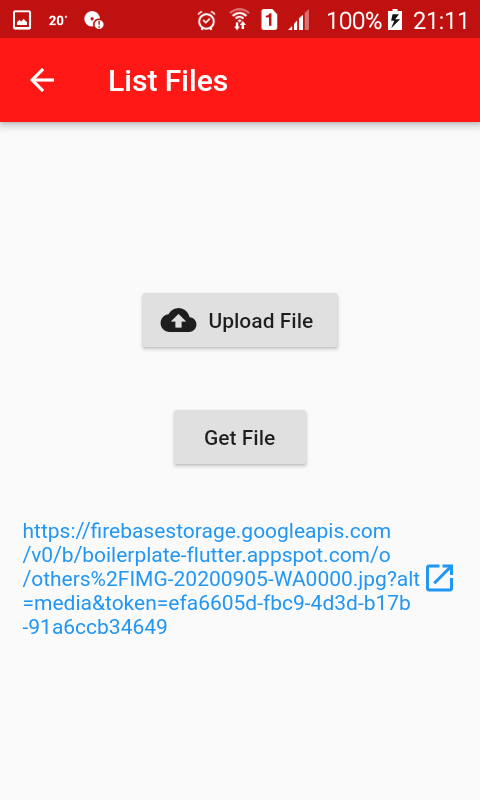 20°
1
100%
21:11
List Files
Upload File
Get File
https://firebasestorage.googleapis.com
/v0/b/boilerplate-flutter.appspot.com/o
/others%2FIMG-20200905-WA0000.jpg?alt
=media&token=efa6605d-fbc9-4d3d-b17b
-91a6ccb34649